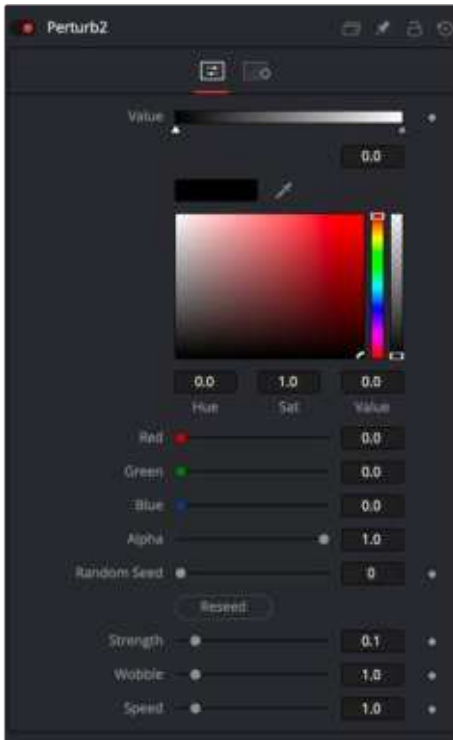 Perturb2
Value
0.0
0.0 1.0 0.0
Hue Sat Value
Red 0.0
Green 0.0
Blue 0.0
Alpha 1.0
Random Seed 0
Reseed
Strength 0.1
Wobble 1.0
Speed 1.0